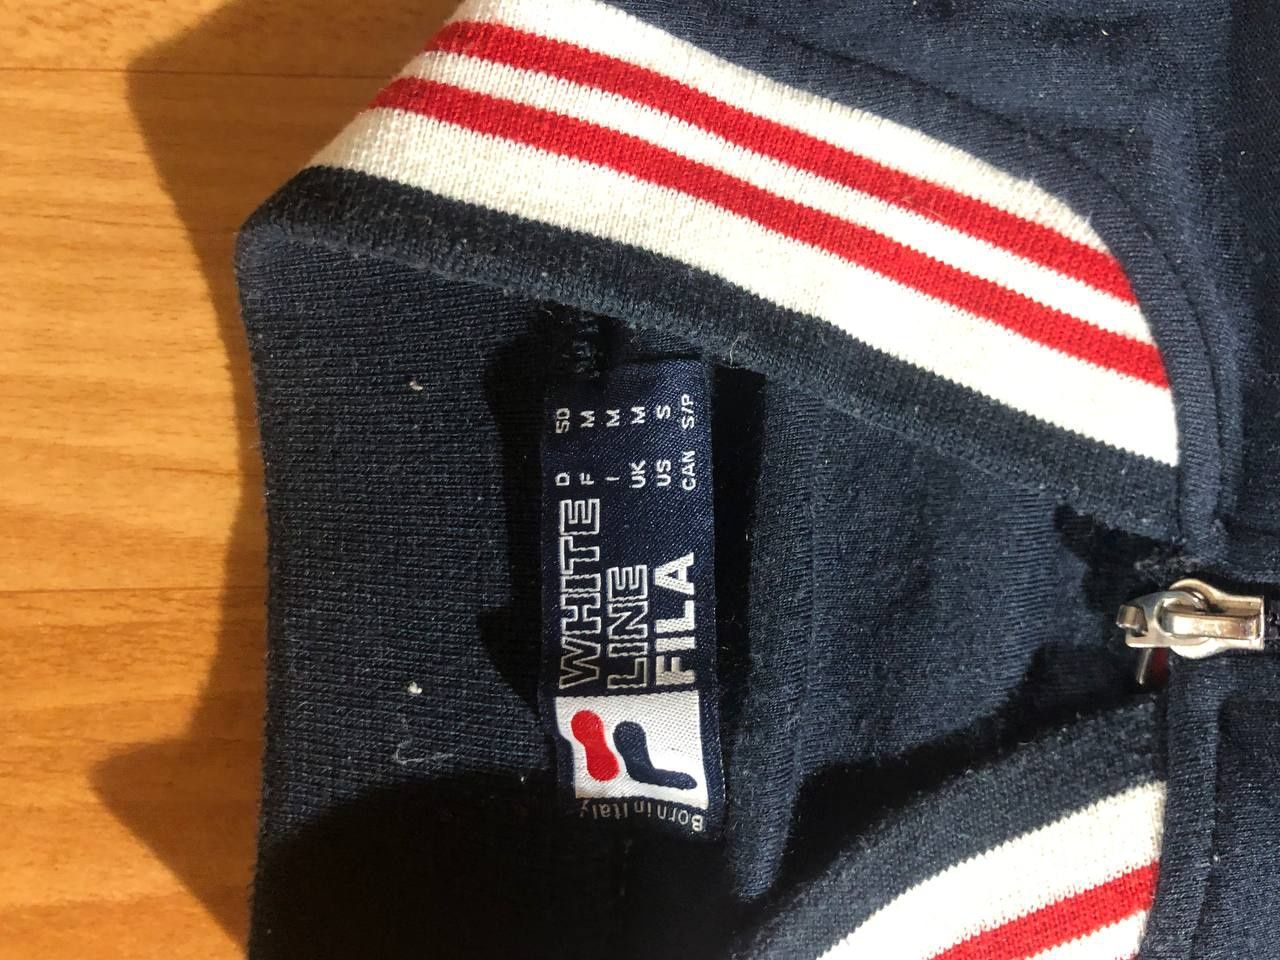 Born in Italy
WHITE
LINE
FILA
D 50
F M
I M
UK M
US S
CAN S/P